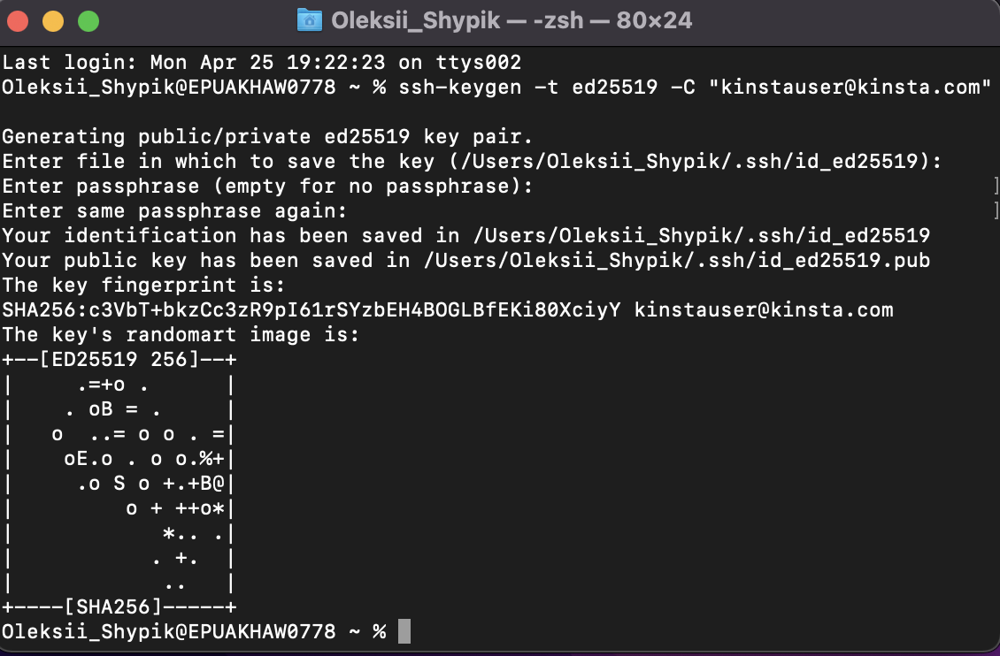 Oleksii_Shypik — -zsh — 80×24
Last login: Mon Apr 25 19:22:23 on ttys002
Oleksii_Shypik@EPUAKHAW0778 ~ % ssh-keygen -t ed25519 -C "kinstauser@kinsta.com"

Generating public/private ed25519 key pair.
Enter file in which to save the key (/Users/Oleksii_Shypik/.ssh/id_ed25519):
Enter passphrase (empty for no passphrase):
Enter same passphrase again:
Your identification has been saved in /Users/Oleksii_Shypik/.ssh/id_ed25519
Your public key has been saved in /Users/Oleksii_Shypik/.ssh/id_ed25519.pub
The key fingerprint is:
SHA256:c3VbT+bkzCc3zR9pI61rSYzbEH4BOGLBfEKi80XciyY kinstauser@kinsta.com
The key's randomart image is:
+--[ED25519 256]--+
|     .=+o .      |
|    . oB = .     |
|   o  ..= o o . =|
|    oE.o . o o.%+|
|     .o S o +.+B@|
|         o + ++o*|
|            *.. .|
|           . +.  |
|            ..   |
+----[SHA256]-----+
Oleksii_Shypik@EPUAKHAW0778 ~ %